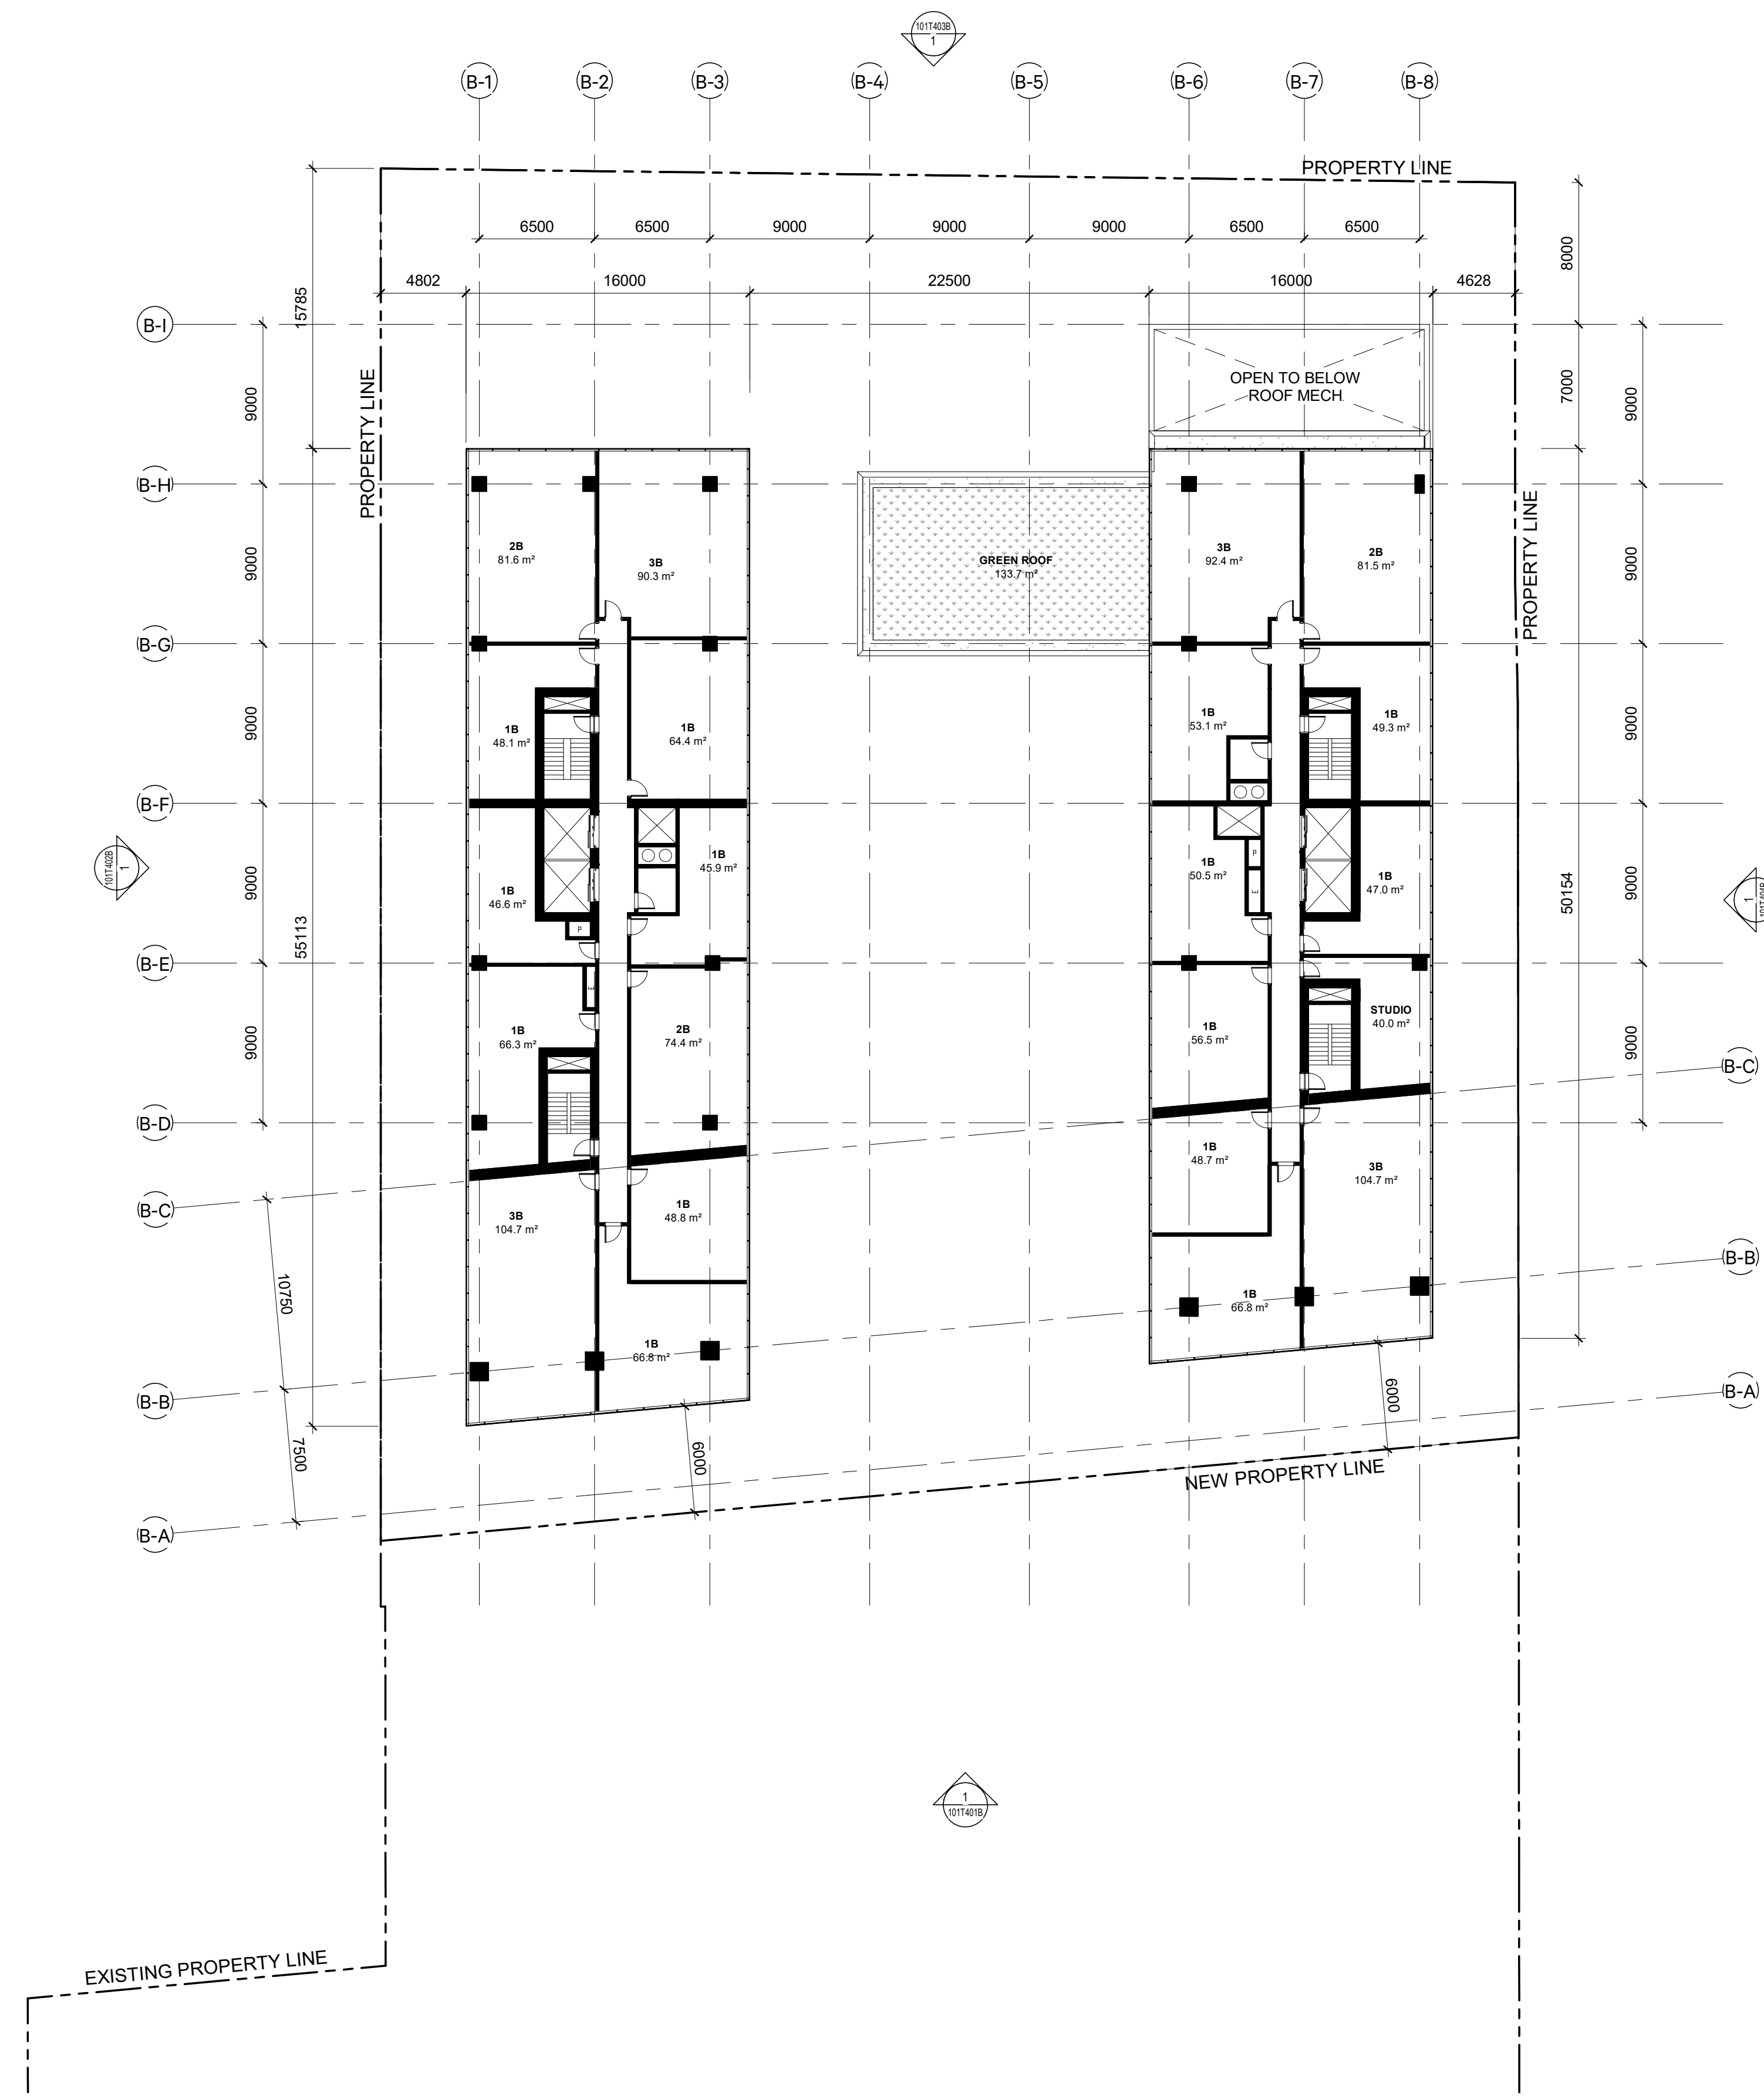 101T403B
1
B-1
B-2
B-3
B-4
B-5
B-6
B-7
B-8
PROPERTY LINE
6500
6500
9000
9000
9000
6500
6500
4802
16000
22500
16000
4628
15785
8000
B-I
7000
9000
9000
OPEN TO BELOW
ROOF MECH
PROPERTY LINE
B-H
PROPERTY LINE
2B
81.6 m²
3B
90.3 m²
GREEN ROOF
133.7 m²
3B
92.4 m²
2B
81.5 m²
9000
9000
B-G
1B
48.1 m²
1B
64.4 m²
1B
53.1 m²
1B
49.3 m²
9000
9000
B-F
101T402B
1
1B
46.6 m²
P
1B
45.9 m²
1B
50.5 m²
P
E
1B
47.0 m²
9000
9000
50154
1
101T404B
55113
B-E
E
1B
66.3 m²
2B
74.4 m²
1B
56.5 m²
STUDIO
40.0 m²
9000
9000
B-C
B-D
1B
48.7 m²
3B
104.7 m²
B-C
3B
104.7 m²
1B
48.8 m²
B-B
10750
1B
66.8 m²
1B
66.8 m²
B-B
B-A
6000
7500
6000
NEW PROPERTY LINE
B-A
1
101T401B
EXISTING PROPERTY LINE